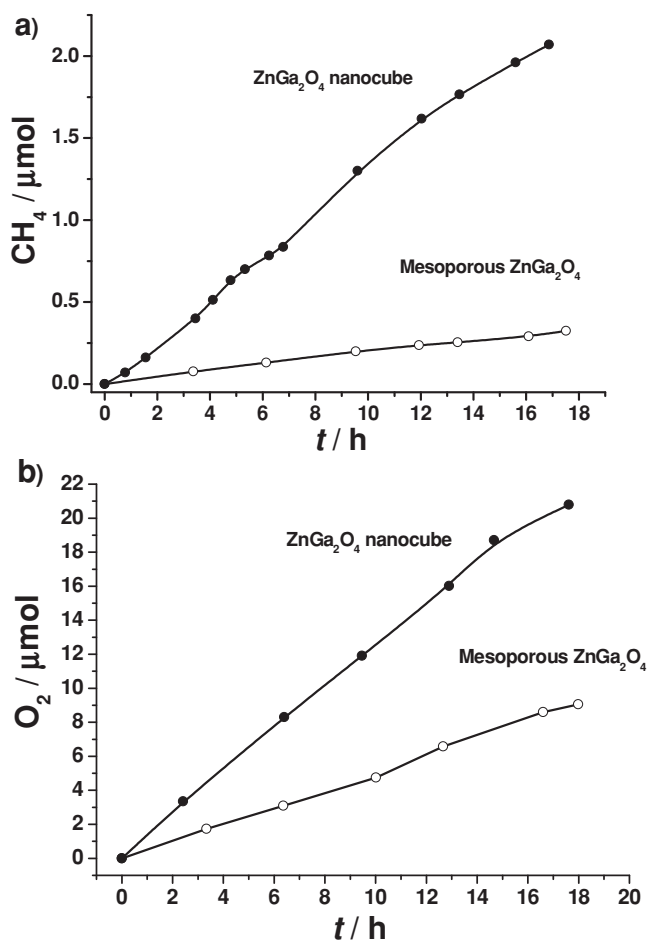 a)
2.0
ZnGa₂O₄ nanocube
1.5
CH₄ / μmol
1.0
Mesoporous ZnGa₂O₄
0.5
0.0
0 2 4 6 8 10 12 14 16 18
t / h
b)
22
20
ZnGa₂O₄ nanocube
18
16
14
12
Mesoporous ZnGa₂O₄
O₂ / μmol
10
8
6
4
2
0
0 2 4 6 8 10 12 14 16 18 20
t / h